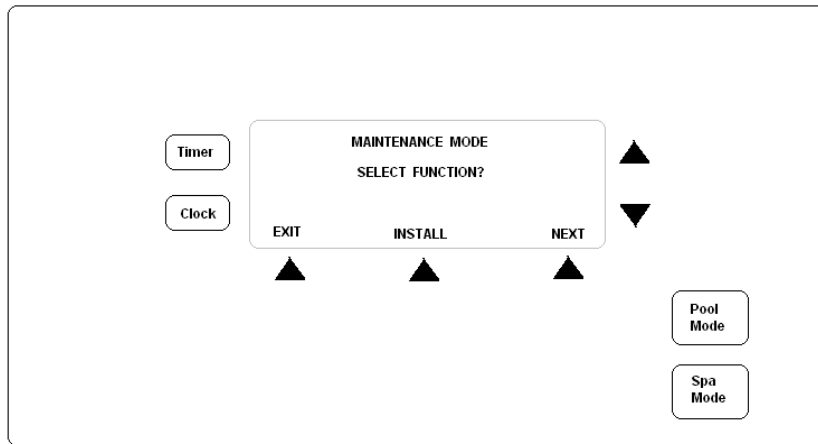 Timer
Clock
MAINTENANCE MODE
SELECT FUNCTION?
EXIT INSTALL NEXT
Pool
Mode
Spa
Mode